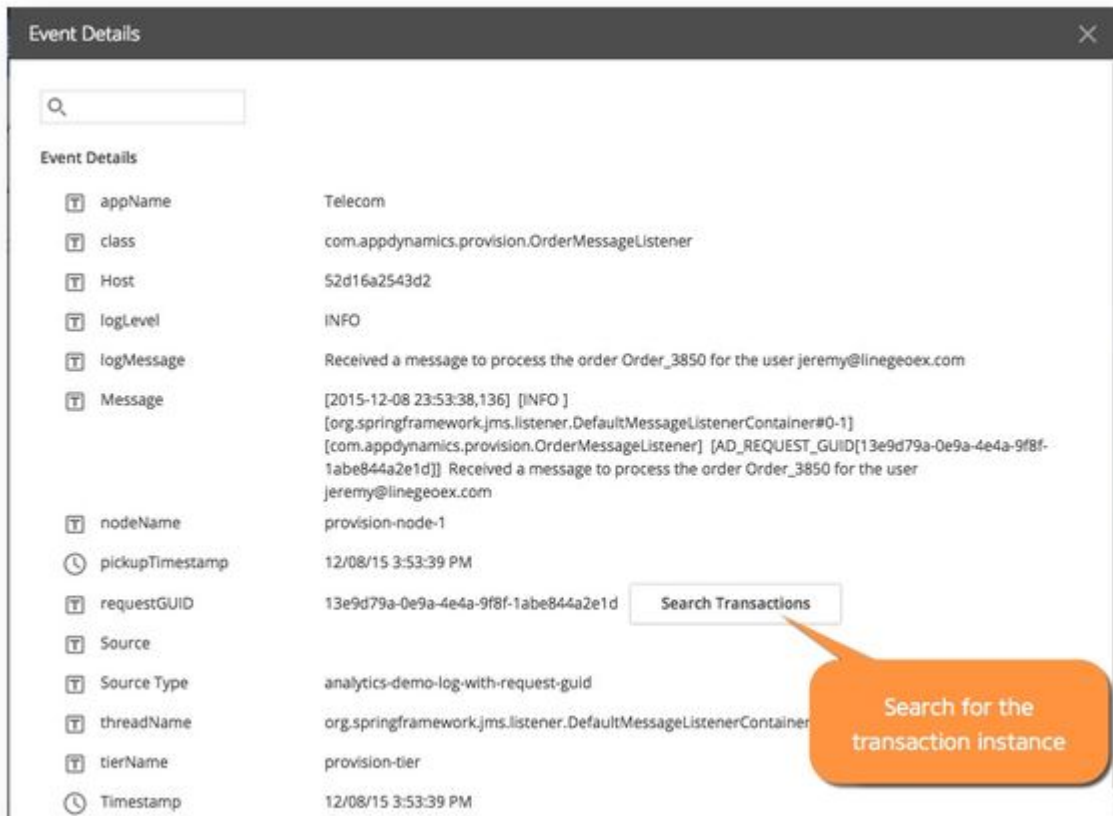 Event Details
Event Details
appName Telecom
class com.appdynamics.provision.OrderMessageListener
Host 52d16a2543d2
logLevel INFO
logMessage Received a message to process the order Order_3850 for the user jeremy@linegeoex.com
Message [2015-12-08 23:53:38,136] [INFO ]
[org.springframework.jms.listener.DefaultMessageListenerContainer#0-1]
[com.appdynamics.provision.OrderMessageListener] [AD_REQUEST_GUID[13e9d79a-0e9a-4e4a-9f8f-
1abe844a2e1d]] Received a message to process the order Order_3850 for the user
jeremy@linegeoex.com
nodeName provision-node-1
pickupTimestamp 12/08/15 3:53:39 PM
requestGUID 13e9d79a-0e9a-4e4a-9f8f-1abe844a2e1d Search Transactions
Source
Source Type analytics-demo-log-with-request-guid
threadName org.springframework.jms.listener.DefaultMessageListenerContainer
tierName provision-tier
Timestamp 12/08/15 3:53:39 PM
Search for the
transaction instance